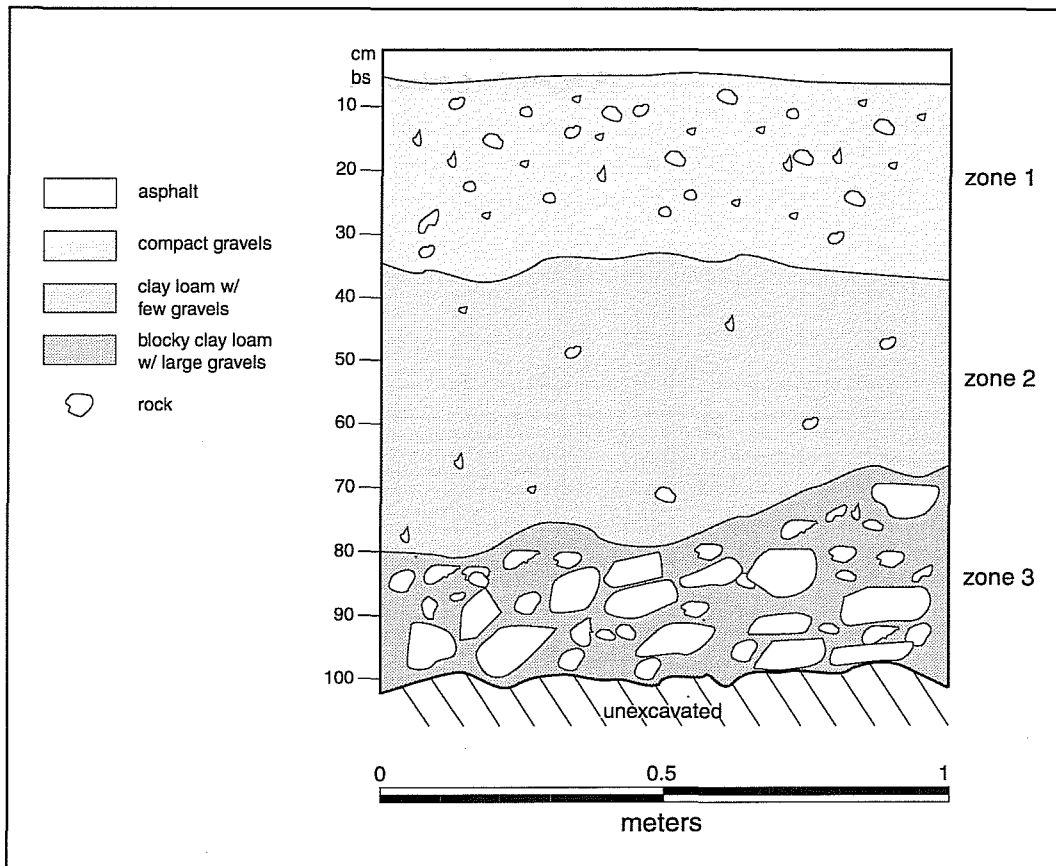 cm
bs
10
20
30
40
50
60
70
80
90
100
zone 1
zone 2
zone 3
asphalt
compact gravels
clay loam w/
few gravels
blocky clay loam
w/ large gravels
rock
unexcavated
0 0.5 1
meters